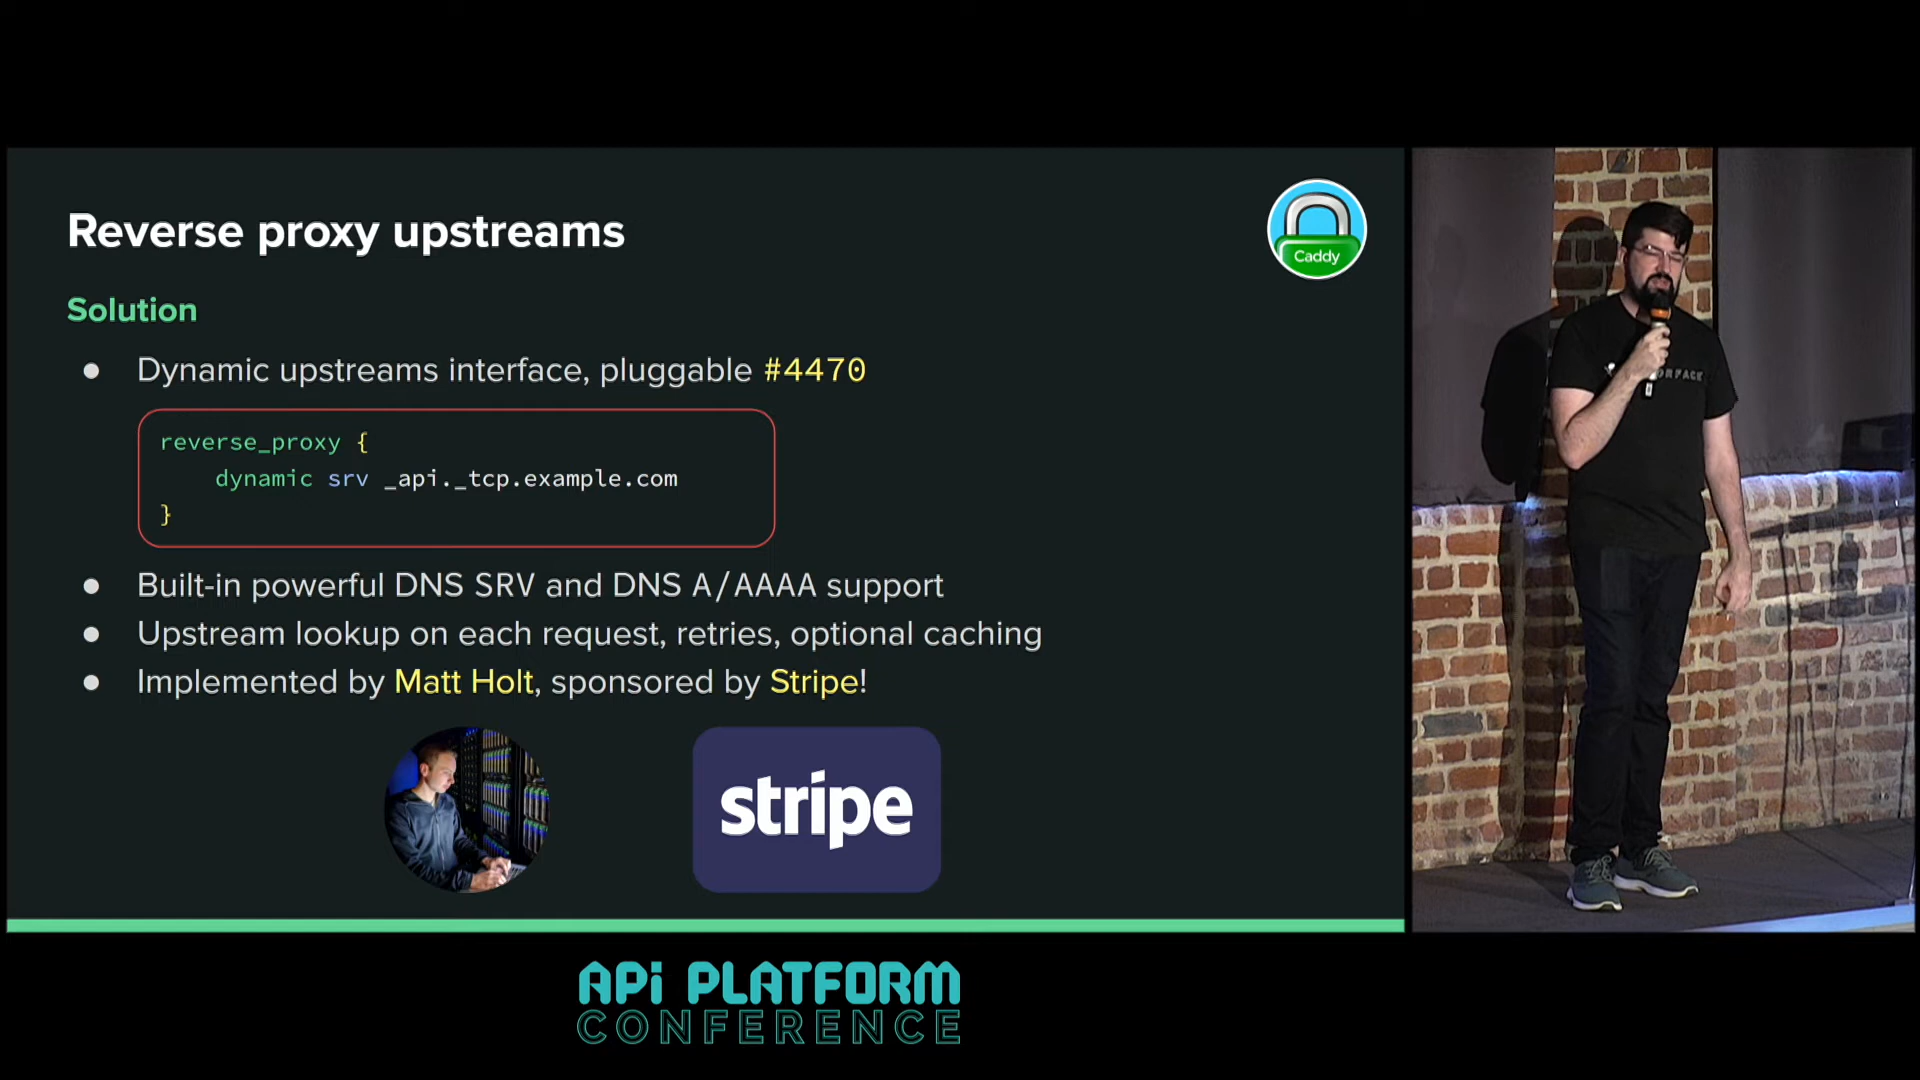 Reverse proxy upstreams
Caddy
Solution
● Dynamic upstreams interface, pluggable #4470
reverse_proxy {
dynamic srv _api._tcp.example.com
}
● Built-in powerful DNS SRV and DNS A/AAAA support
● Upstream lookup on each request, retries, optional caching
● Implemented by Matt Holt, sponsored by Stripe!
stripe
API PLATFORM
CONFERENCE